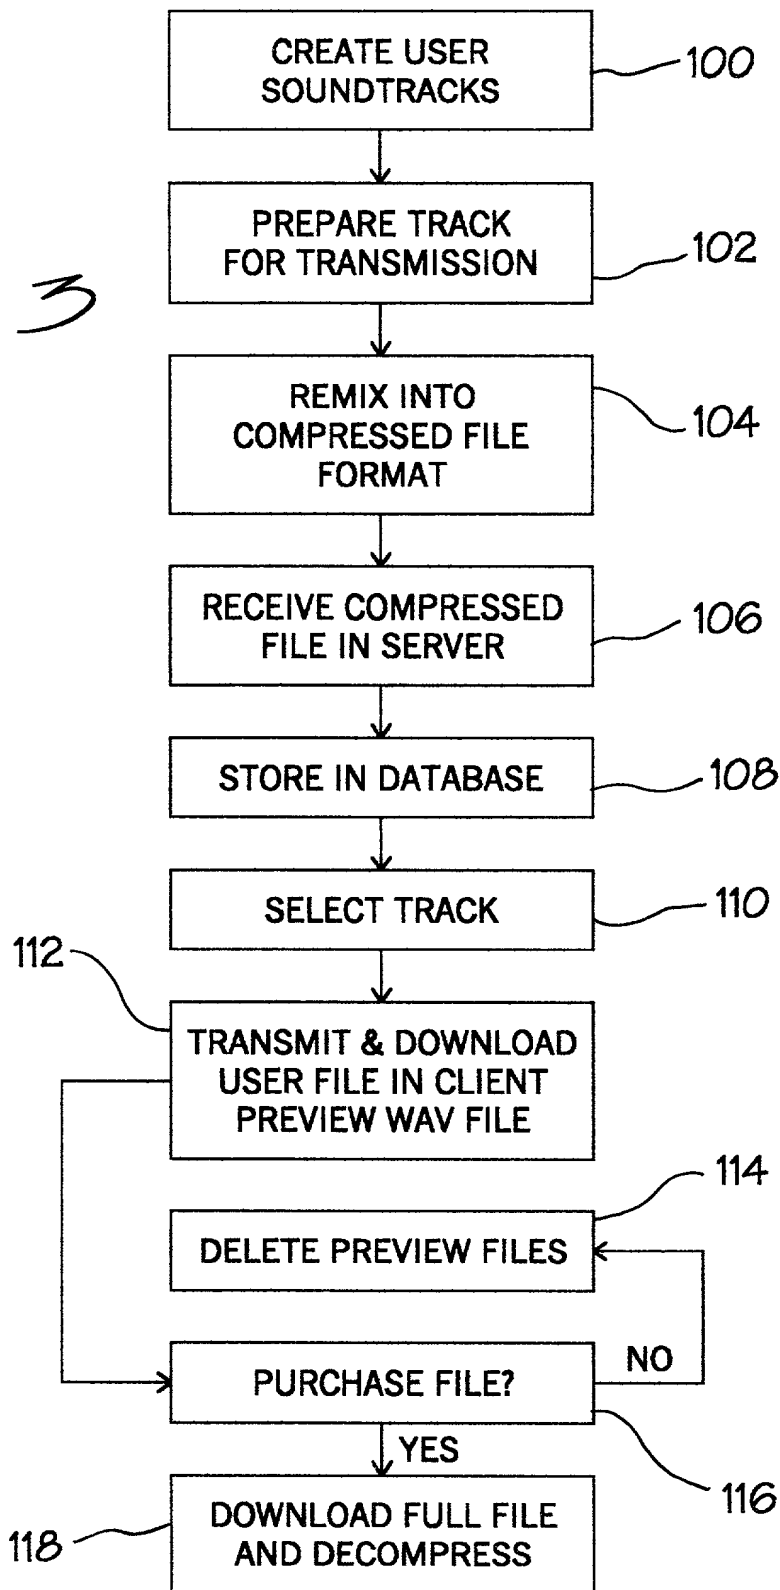 CREATE USER
SOUNDTRACKS
100
PREPARE TRACK
FOR TRANSMISSION
102
3
REMIX INTO
COMPRESSED FILE
FORMAT
104
RECEIVE COMPRESSED
FILE IN SERVER
106
STORE IN DATABASE
108
SELECT TRACK
110
112
TRANSMIT & DOWNLOAD
USER FILE IN CLIENT
PREVIEW WAV FILE
114
DELETE PREVIEW FILES
PURCHASE FILE?
NO
YES
116
DOWNLOAD FULL FILE
AND DECOMPRESS
118